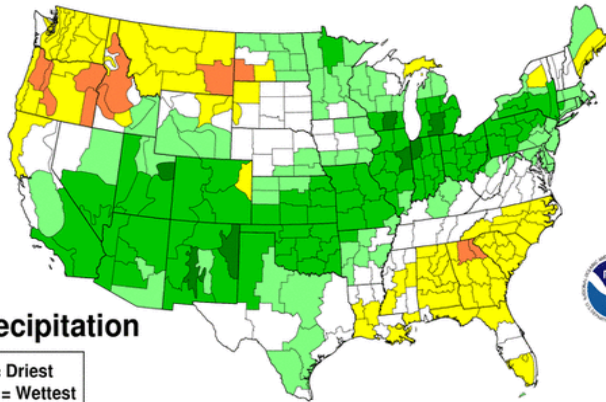 ecipitation
= Driest
= Wettest